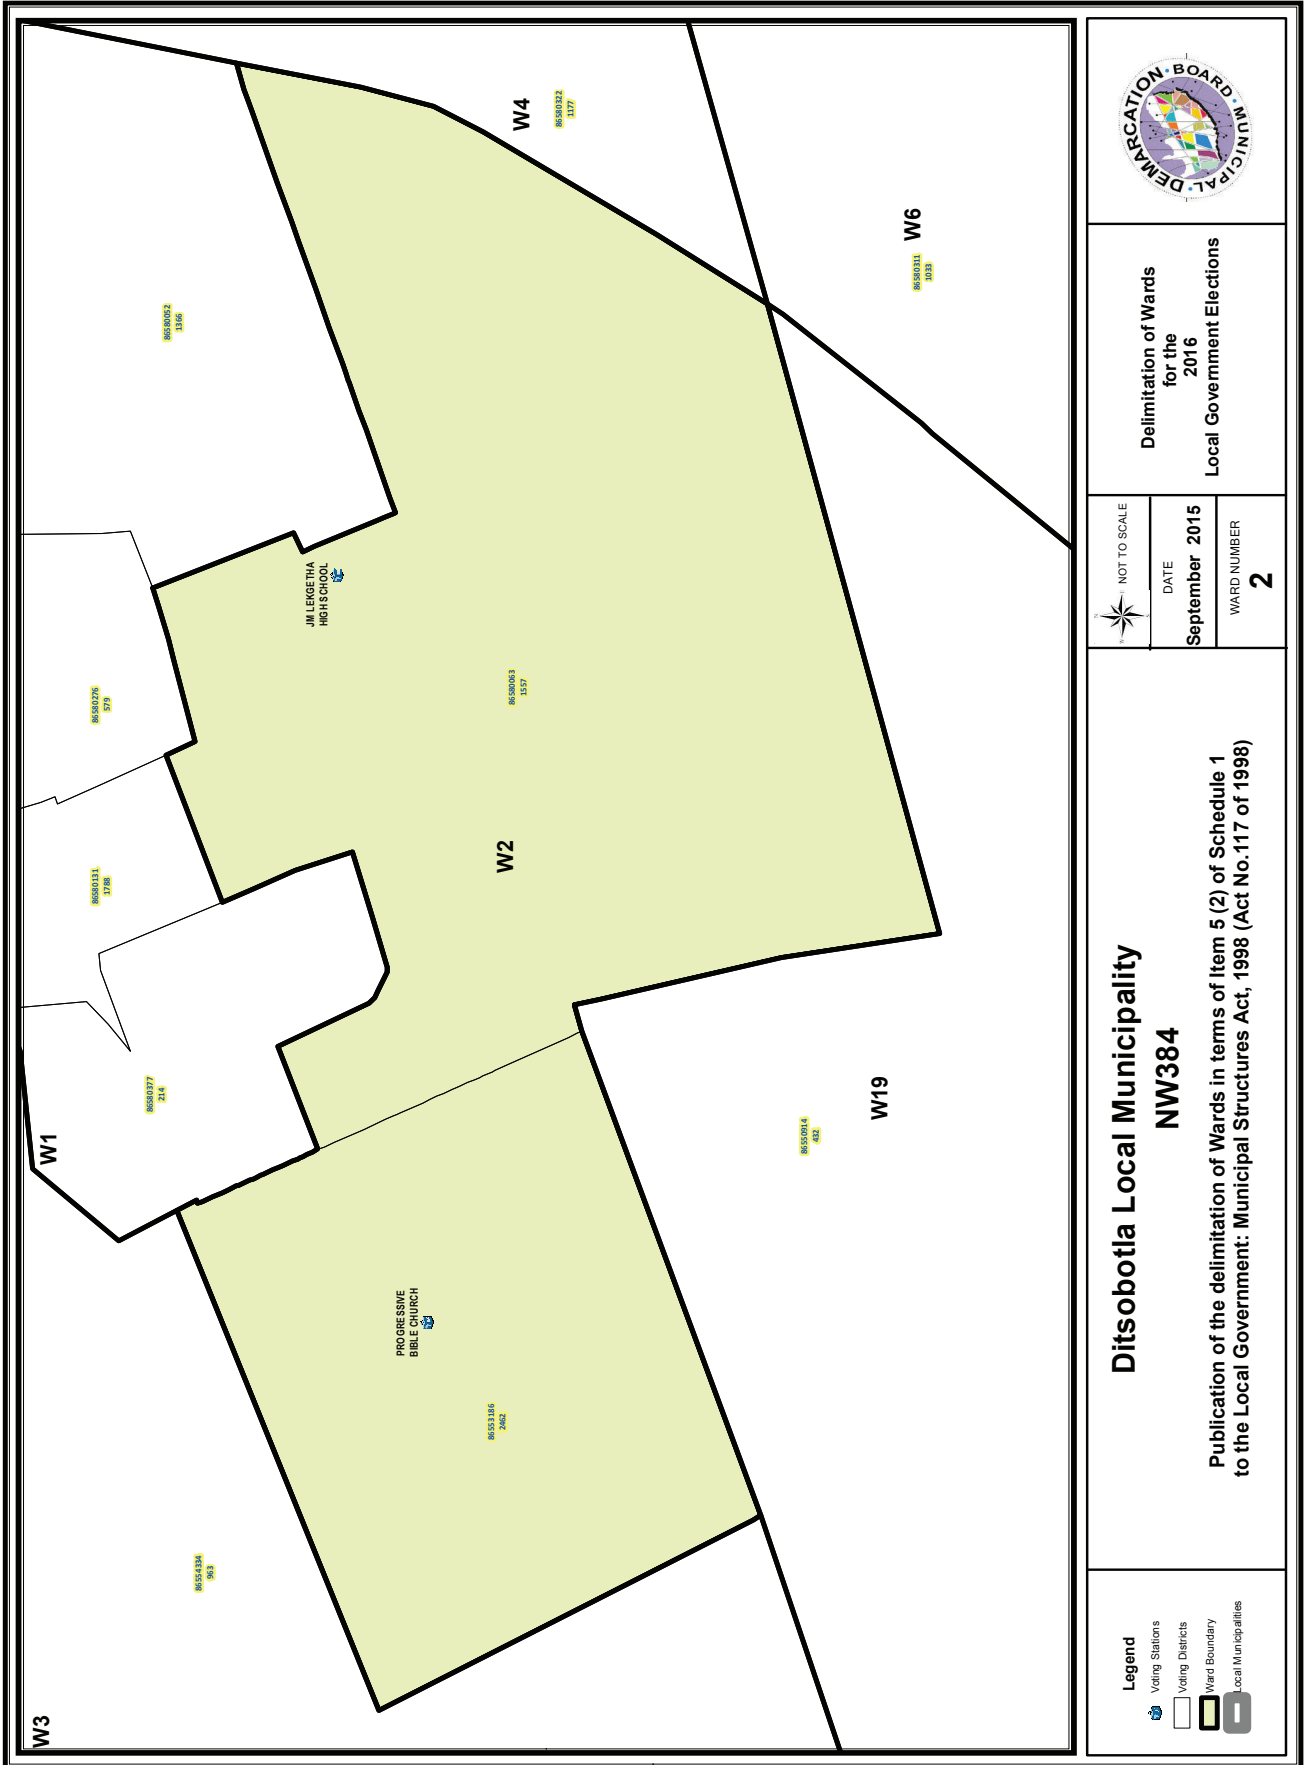 W3
W1
86554334
963
86580377
214
86580131
1788
86580276
579
86580052
1366
JM LEKGETHA
HIGH SCHOOL
PROGRESSIVE
BIBLE CHURCH
86553186
2462
W2
86580063
1557
W4
86580322
1177
86550914
432
W19
W6
86580311
1033
Legend
Voting Stations
Voting Districts
Ward Boundary
Local Municipalities
Ditsobotla Local Municipality
NW384
Publication of the delimitation of Wards in terms of Item 5 (2) of Schedule 1
to the Local Government: Municipal Structures Act, 1998 (Act No.117 of 1998)
NOT TO SCALE
DATE
September 2015
WARD NUMBER
2
Delimitation of Wards
for the
2016
Local Government Elections
MUNICIPAL DEMARCATION BOARD